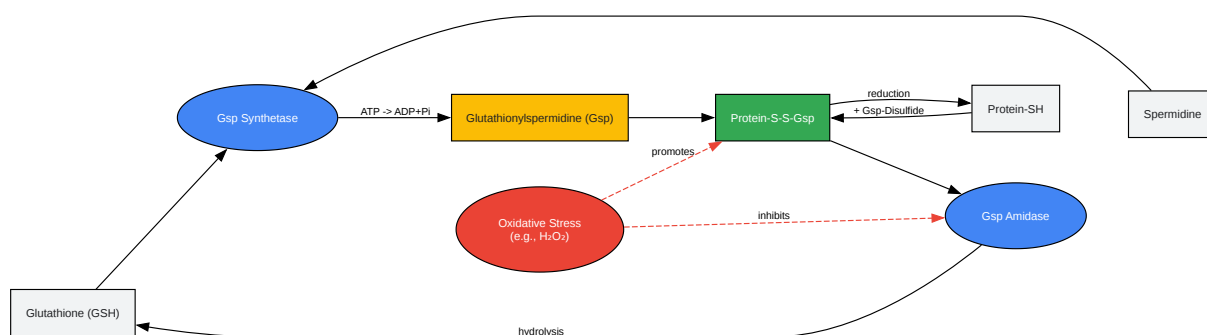 reduction
Gsp Synthetase
ATP -> ADP+Pi
Glutathionylspermidine (Gsp)
Protein-S-S-Gsp
+ Gsp-Disulfide
Protein-SH
Spermidine
promotes
Oxidative Stress
(e.g., H₂O₂)
inhibits
Gsp Amidase
Glutathione (GSH)
hydrolysis